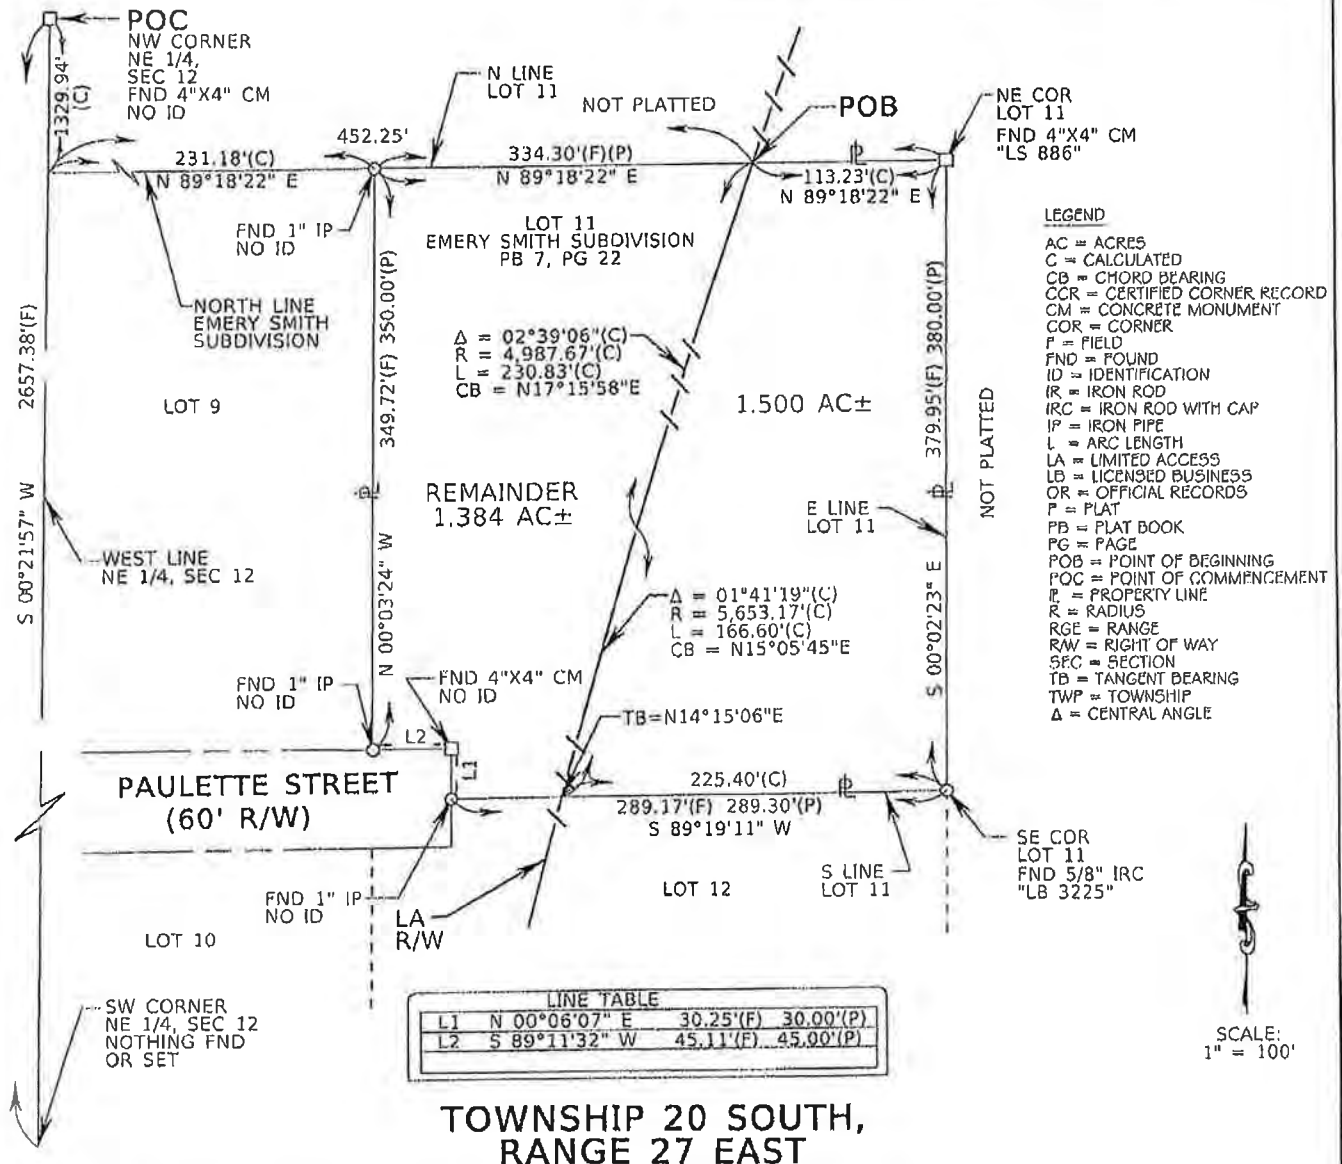 POC
NW CORNER
NE 1/4,
SEC 12
FND 4"X4" CM
NO ID
1329.94'
(C)
N LINE
LOT 11
NOT PLATTED
POB
NE COR
LOT 11
FND 4"X4" CM
"LS 886"
452.25'
231.18'(C)
N 89°18'22" E
334.30'(F)(P)
N 89°18'22" E
113.23'(C)
N 89°18'22" E
FND 1" IP
NO ID
LOT 11
EMERY SMITH SUBDIVISION
PB 7, PG 22
NORTH LINE
EMERY SMITH
SUBDIVISION
2657.38'(F)
S 00°21'57" W
LOT 9
Δ = 02°39'06"(C)
R = 4,987.67'(C)
L = 230.83'(C)
CB = N17°15'58"E
349.72'(F) 350.00'(P)
N 00°03'24" W
1.500 AC±
379.95'(F) 380.00'(P)
S 00°02'23" E
NOT PLATTED
REMAINDER
1.384 AC±
E LINE
LOT 11
WEST LINE
NE 1/4, SEC 12
Δ = 01°41'19"(C)
R = 5,653.17'(C)
L = 166.60'(C)
CB = N15°05'45"E
FND 1" IP
NO ID
FND 4"X4" CM
NO ID
TB=N14°15'06"E
L2
L1
PAULETTE STREET
(60' R/W)
225.40'(C)
289.17'(F) 289.30'(P)
S 89°19'11" W
SE COR
LOT 11
FND 5/8" IRC
"LB 3225"
S LINE
LOT 11
LOT 12
FND 1" IP
NO ID
LA
R/W
LOT 10
SW CORNER
NE 1/4, SEC 12
NOTHING FND
OR SET
LEGEND
AC = ACRES
C = CALCULATED
CB = CHORD BEARING
CCR = CERTIFIED CORNER RECORD
CM = CONCRETE MONUMENT
COR = CORNER
F = FIELD
FND = FOUND
ID = IDENTIFICATION
IR = IRON ROD
IRC = IRON ROD WITH CAP
IP = IRON PIPE
L = ARC LENGTH
LA = LIMITED ACCESS
LB = LICENSED BUSINESS
OR = OFFICIAL RECORDS
P = PLAT
PB = PLAT BOOK
PG = PAGE
POB = POINT OF BEGINNING
POC = POINT OF COMMENCEMENT
PL = PROPERTY LINE
R = RADIUS
RGE = RANGE
R/W = RIGHT OF WAY
SEC = SECTION
TB = TANGENT BEARING
TWP = TOWNSHIP
Δ = CENTRAL ANGLE
LINE TABLE
L1 N 00°06'07" E 30.25'(F) 30.00'(P)
L2 S 89°11'32" W 45.11'(F) 45.00'(P)
SCALE:
1" = 100'
TOWNSHIP 20 SOUTH,
RANGE 27 EAST